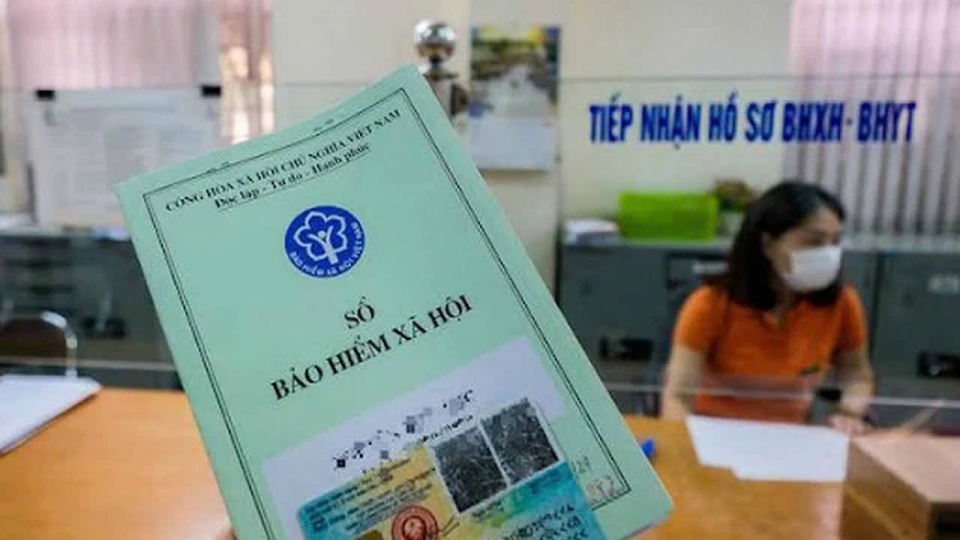 TIẾP NHẬN HỒ SƠ BHXH - BHYT
CỘNG HÒA XÃ HỘI CHỦ NGHĨA VIỆT NAM
Độc lập - Tự do - Hạnh phúc
BẢO HIỂM XÃ HỘI VIỆT NAM
SỔ
BẢO HIỂM XÃ HỘI